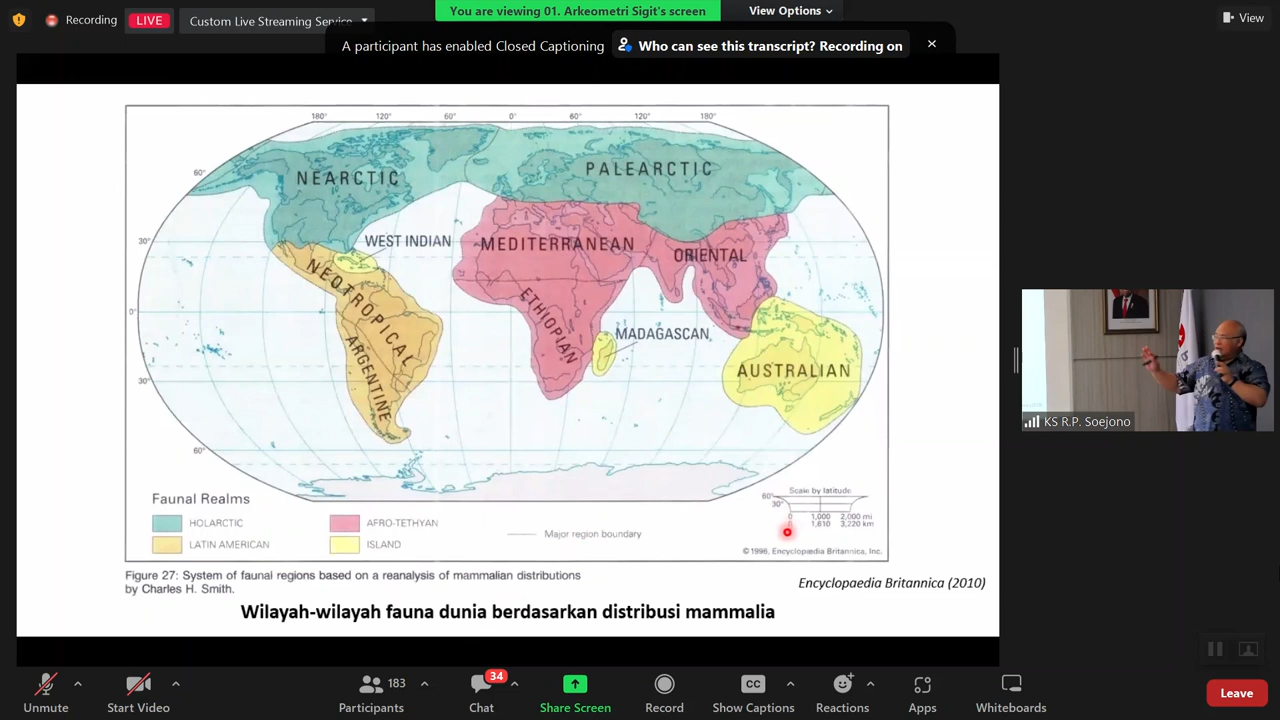 Recording
LIVE
Custom Live Streaming Service
You are viewing 01. Arkeometri Sigit's screen
View Options
View
A participant has enabled Closed Captioning
Who can see this transcript? Recording on
180° 120° 60° 0° 60° 120° 180°
60°
NEARCTIC
PALEARCTIC
30°
WEST INDIAN
MEDITERRANEAN
ORIENTAL
NEOTROPICAL
ETHIOPIAN
0°
MADAGASCAN
ARGENTINE
AUSTRALIAN
30°
60°
Faunal Realms
HOLARCTIC
AFRO-TETHYAN
LATIN AMERICAN
ISLAND
Major region boundary
Scale by latitude
60°
30°
0 1,000 2,000 mi
0 1,610 3,220 km
©1996, Encyclopædia Britannica, Inc.
Figure 27: System of faunal regions based on a reanalysis of mammalian distributions
by Charles H. Smith.
Encyclopaedia Britannica (2010)
Wilayah-wilayah fauna dunia berdasarkan distribusi mammalia
KS R.P. Soejono
Unmute
Start Video
183
Participants
34
Chat
Share Screen
Record
CC
Show Captions
Reactions
Apps
Whiteboards
Leave